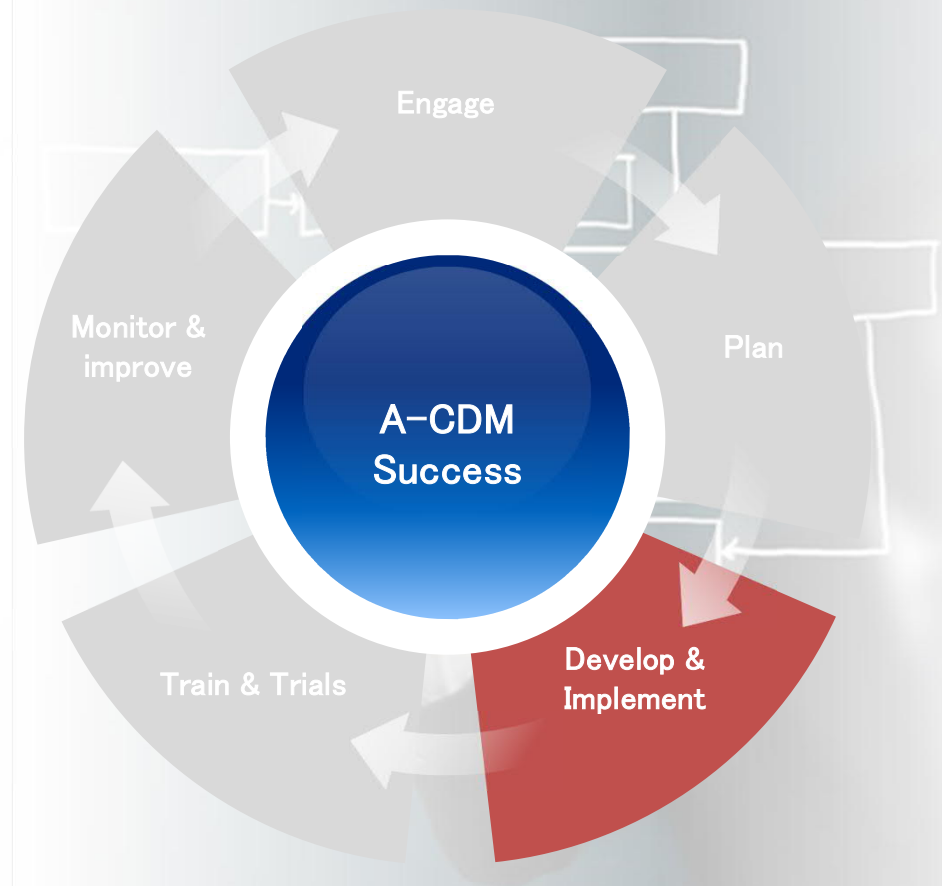 Engage
Plan
Develop &
Implement
Train & Trials
Monitor &
improve
A-CDM
Success